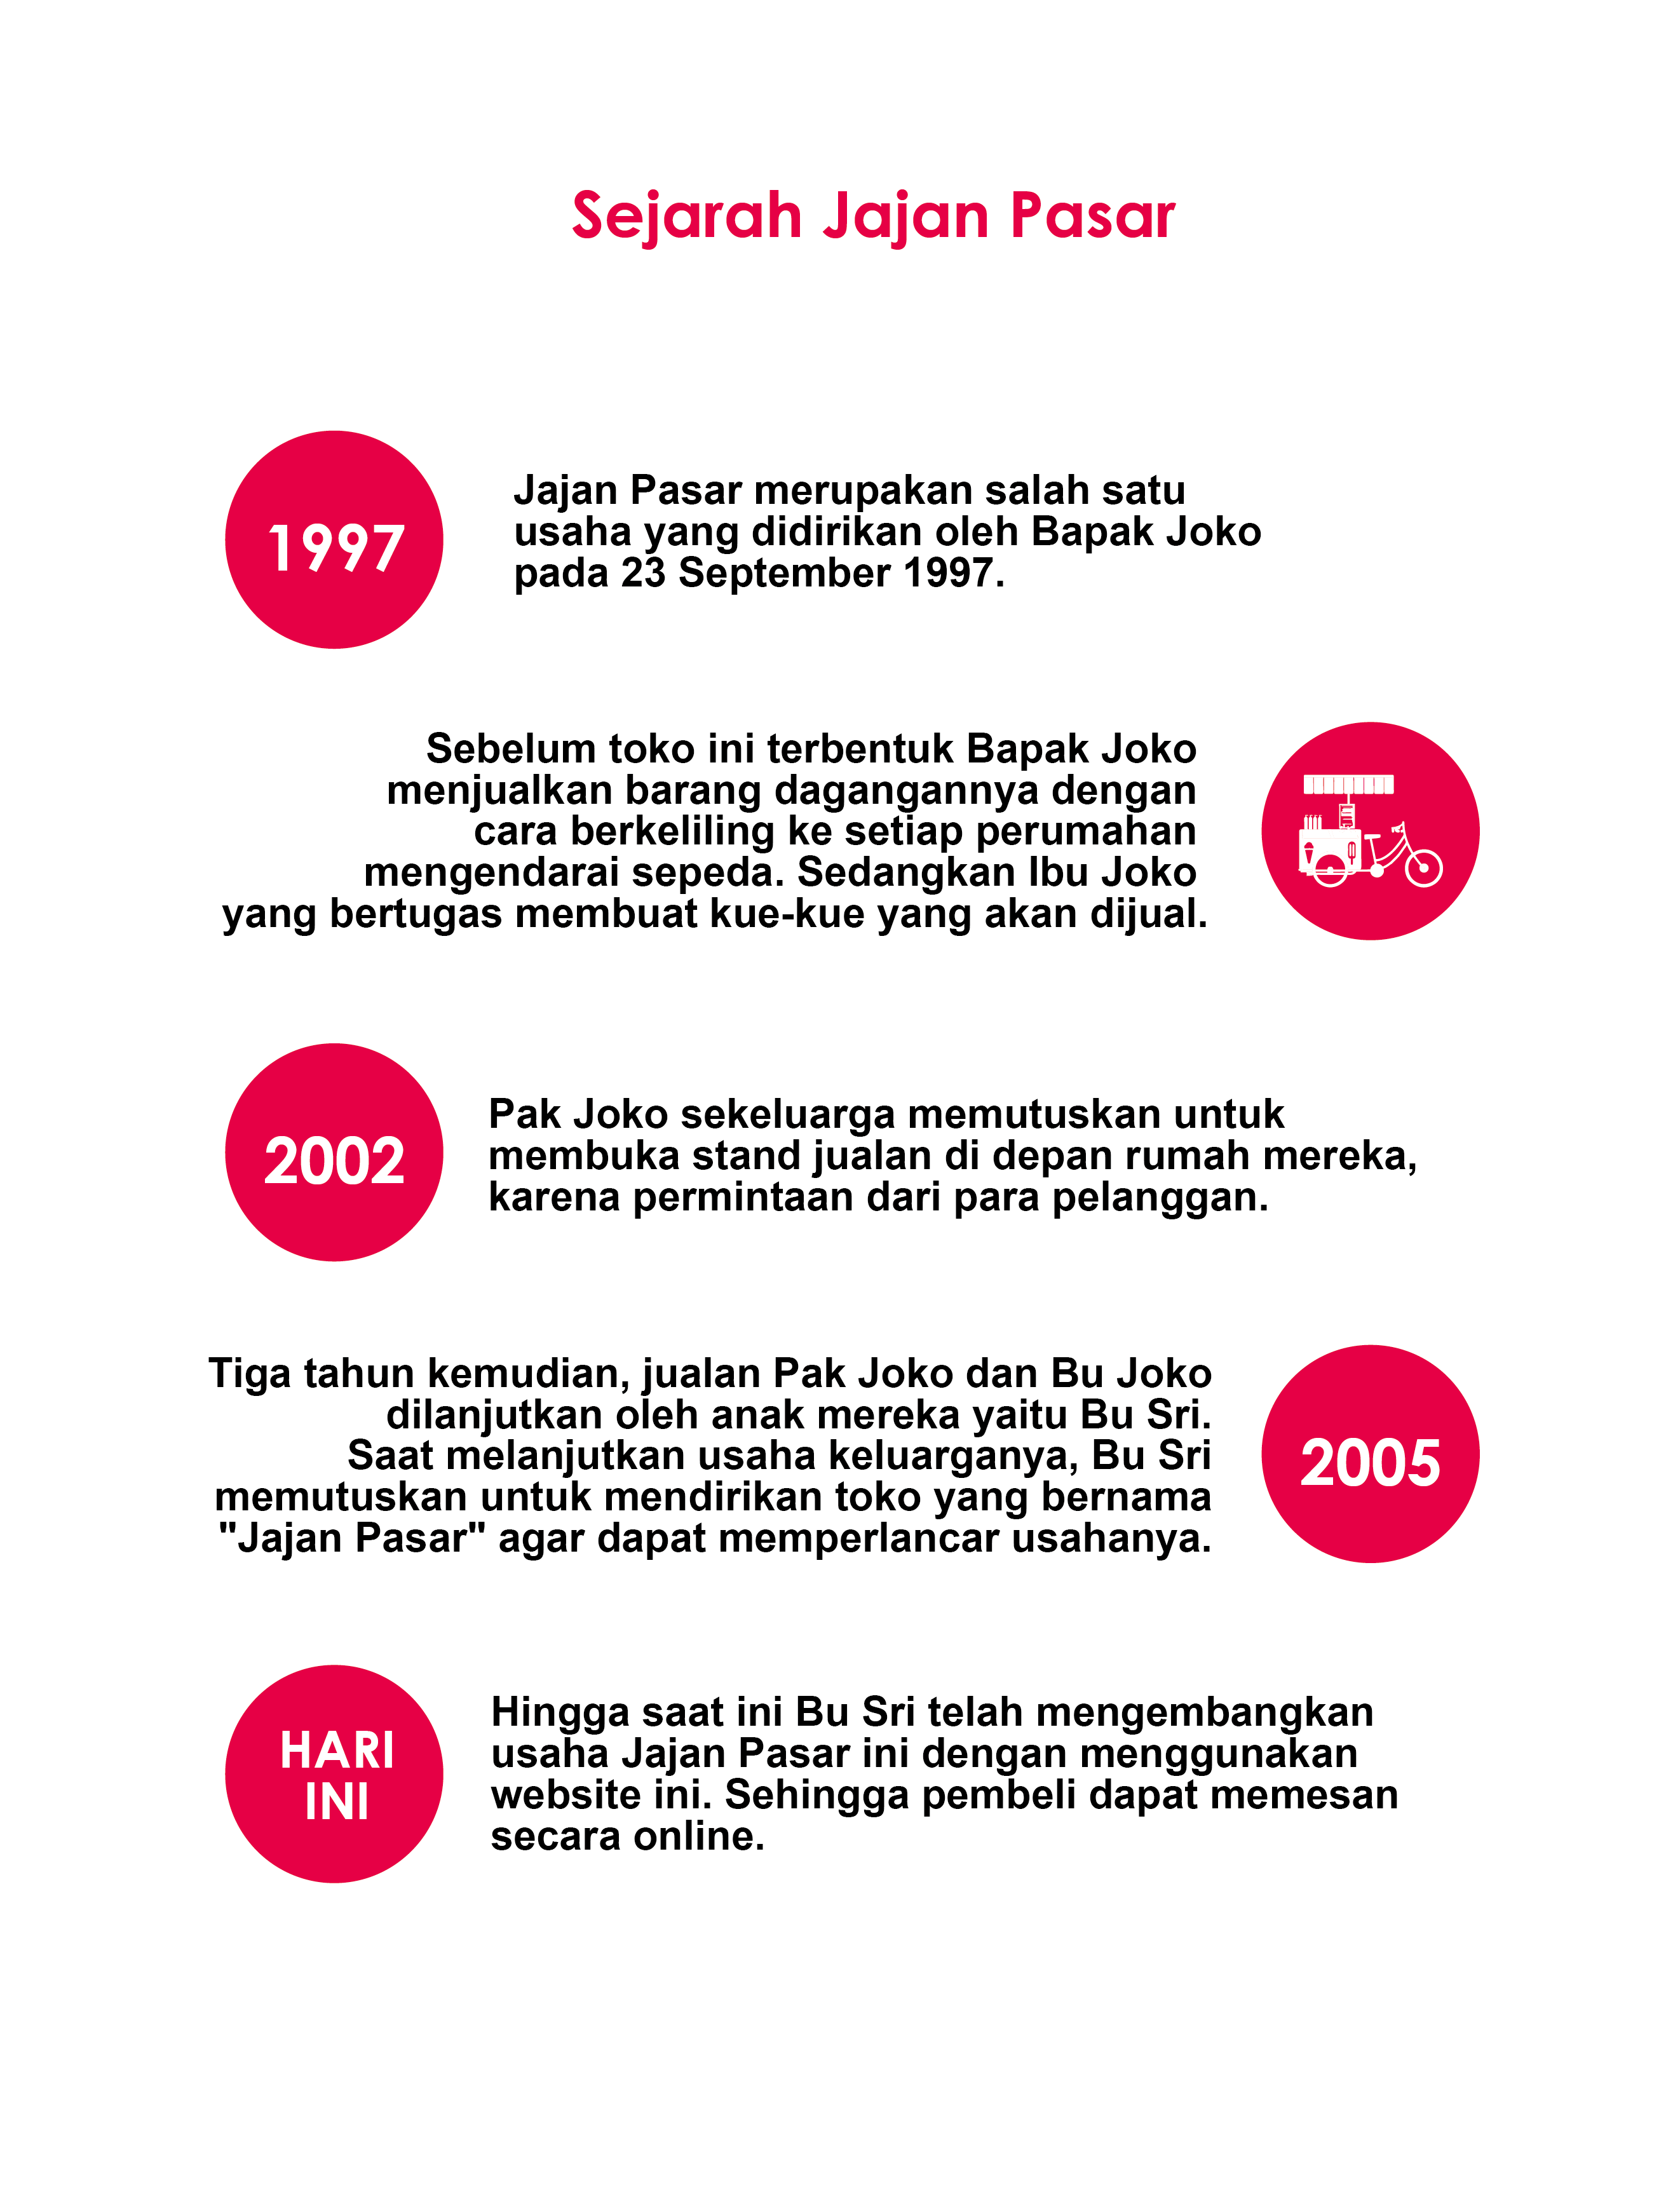 Sejarah Jajan Pasar
1997
Jajan Pasar merupakan salah satu
usaha yang didirikan oleh Bapak Joko
pada 23 September 1997.
Sebelum toko ini terbentuk Bapak Joko
menjualkan barang dagangannya dengan
cara berkeliling ke setiap perumahan
mengendarai sepeda. Sedangkan Ibu Joko
yang bertugas membuat kue-kue yang akan dijual.
2002
Pak Joko sekeluarga memutuskan untuk
membuka stand jualan di depan rumah mereka,
karena permintaan dari para pelanggan.
Tiga tahun kemudian, jualan Pak Joko dan Bu Joko
dilanjutkan oleh anak mereka yaitu Bu Sri.
Saat melanjutkan usaha keluarganya, Bu Sri
memutuskan untuk mendirikan toko yang bernama
"Jajan Pasar" agar dapat memperlancar usahanya.
2005
HARI
INI
Hingga saat ini Bu Sri telah mengembangkan
usaha Jajan Pasar ini dengan menggunakan
website ini. Sehingga pembeli dapat memesan
secara online.